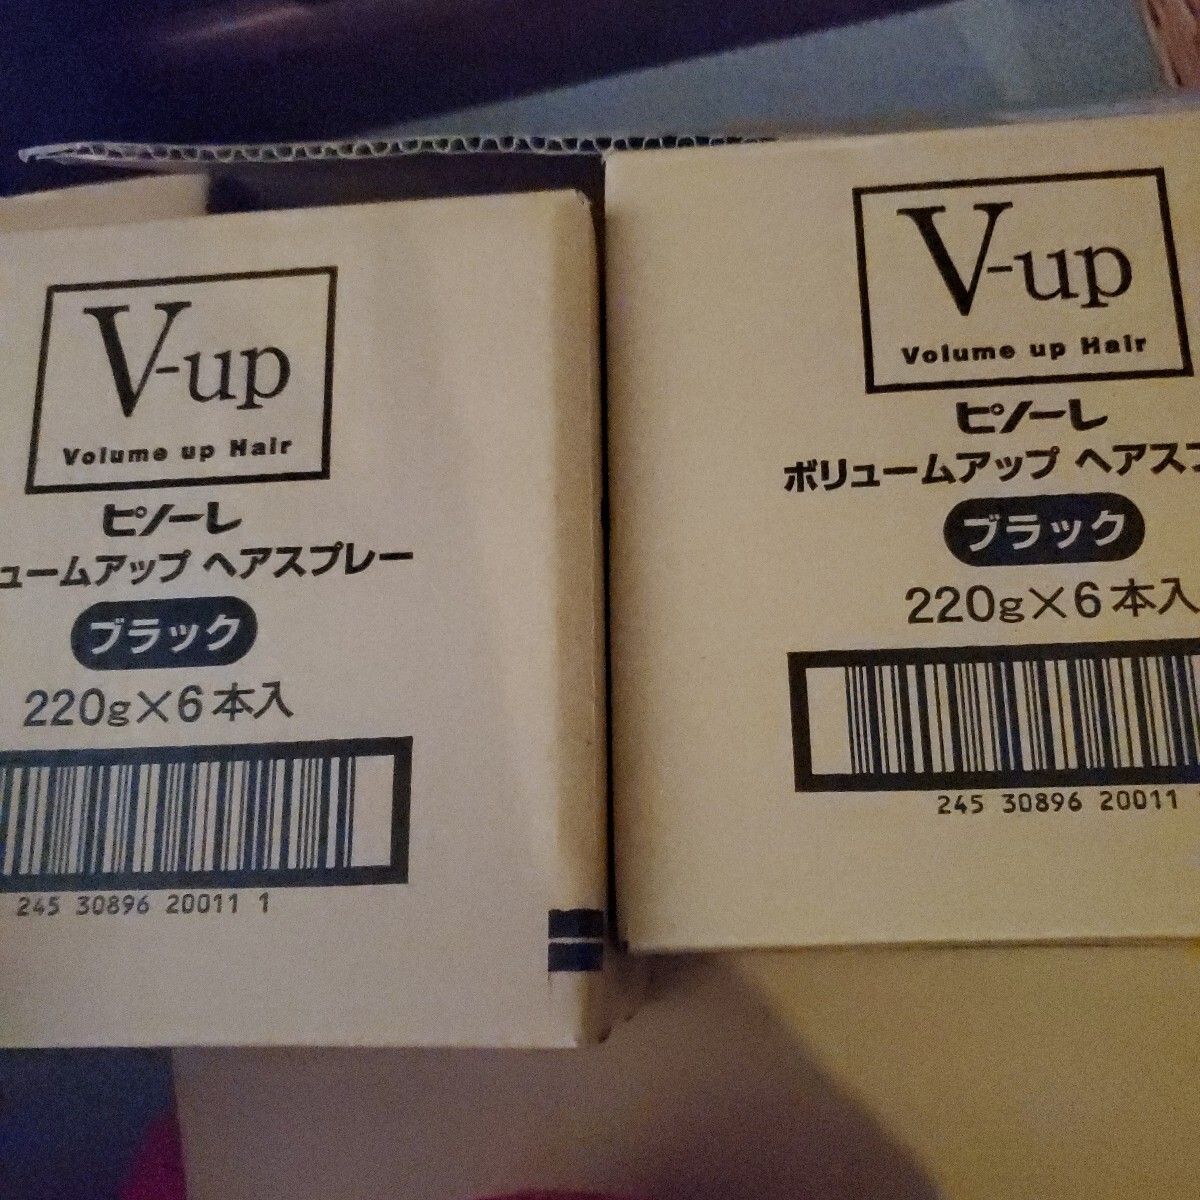 V-up
Volume up Hair
ピノーレ
ュームアップ ヘアスプレー
ブラック
220g×6本入
245 30896 20011 1
V-up
Volume up Hair
ピノーレ
ボリュームアップ ヘアスプ
ブラック
220g×6本入
245 30896 20011